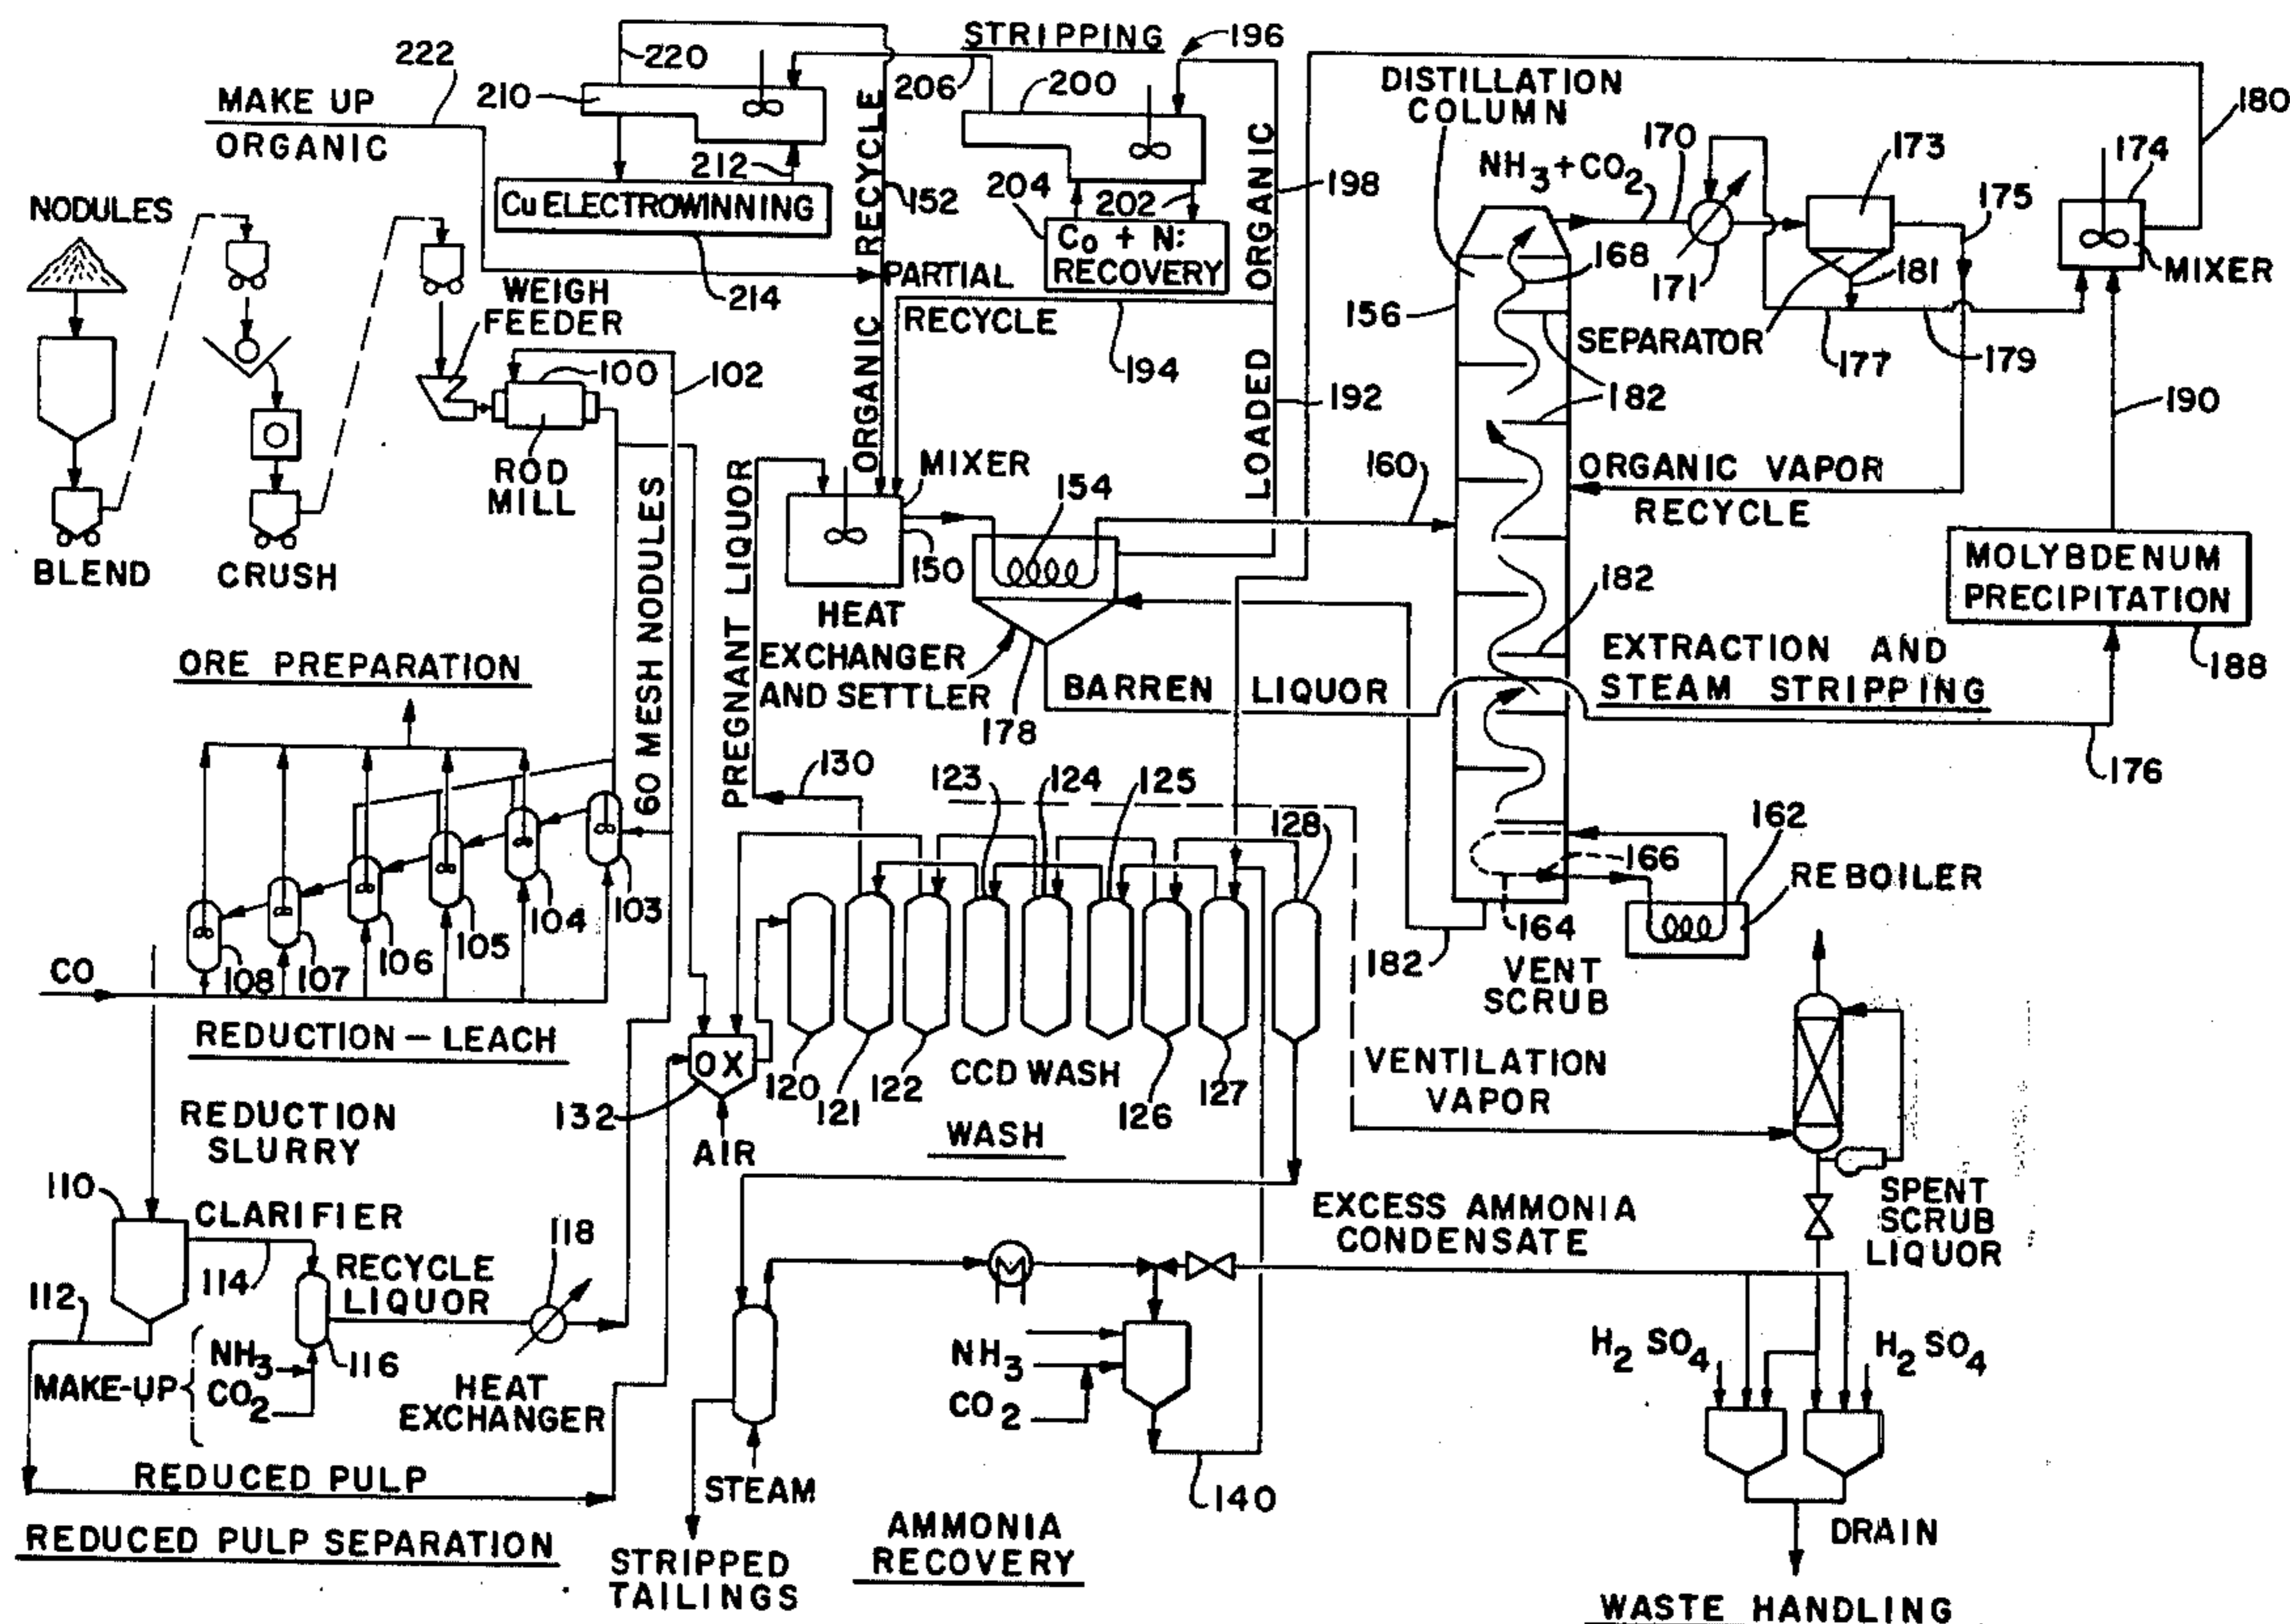 STRIPPING
196
222
220
206
200
DISTILLATION
COLUMN
180
MAKE UP
ORGANIC
210
212
Cu ELECTROWINNING
214
ORGANIC RECYCLE
152
204
202
Co + N:
RECOVERY
LOADED ORGANIC
198
NH3+CO2
170
173
174
175
MIXER
168
171
181
156
SEPARATOR
177
179
NODULES
BLEND
CRUSH
WEIGH
FEEDER
100
102
ROD
MILL
PARTIAL
RECYCLE
194
192
182
190
60 MESH NODULES
PREGNANT LIQUOR
MIXER
150
154
160
ORGANIC VAPOR
RECYCLE
HEAT
EXCHANGER
AND SETTLER
178
182
MOLYBDENUM
PRECIPITATION
188
EXTRACTION AND
STEAM STRIPPING
BARREN LIQUOR
176
ORE PREPARATION
130
123
124
125
128
162
166
REBOILER
164
182
108
107
106
105
104
103
CO
REDUCTION – LEACH
OX
132
AIR
120
121
122
CCD WASH
126
127
WASH
VENT
SCRUB
VENTILATION
VAPOR
REDUCTION
SLURRY
110
CLARIFIER
114
112
RECYCLE
LIQUOR
118
116
MAKE-UP
NH3
CO2
HEAT
EXCHANGER
REDUCED PULP
REDUCED PULP SEPARATION
STEAM
STRIPPED
TAILINGS
NH3
CO2
140
AMMONIA
RECOVERY
EXCESS AMMONIA
CONDENSATE
SPENT
SCRUB
LIQUOR
H2 SO4
H2 SO4
DRAIN
WASTE HANDLING